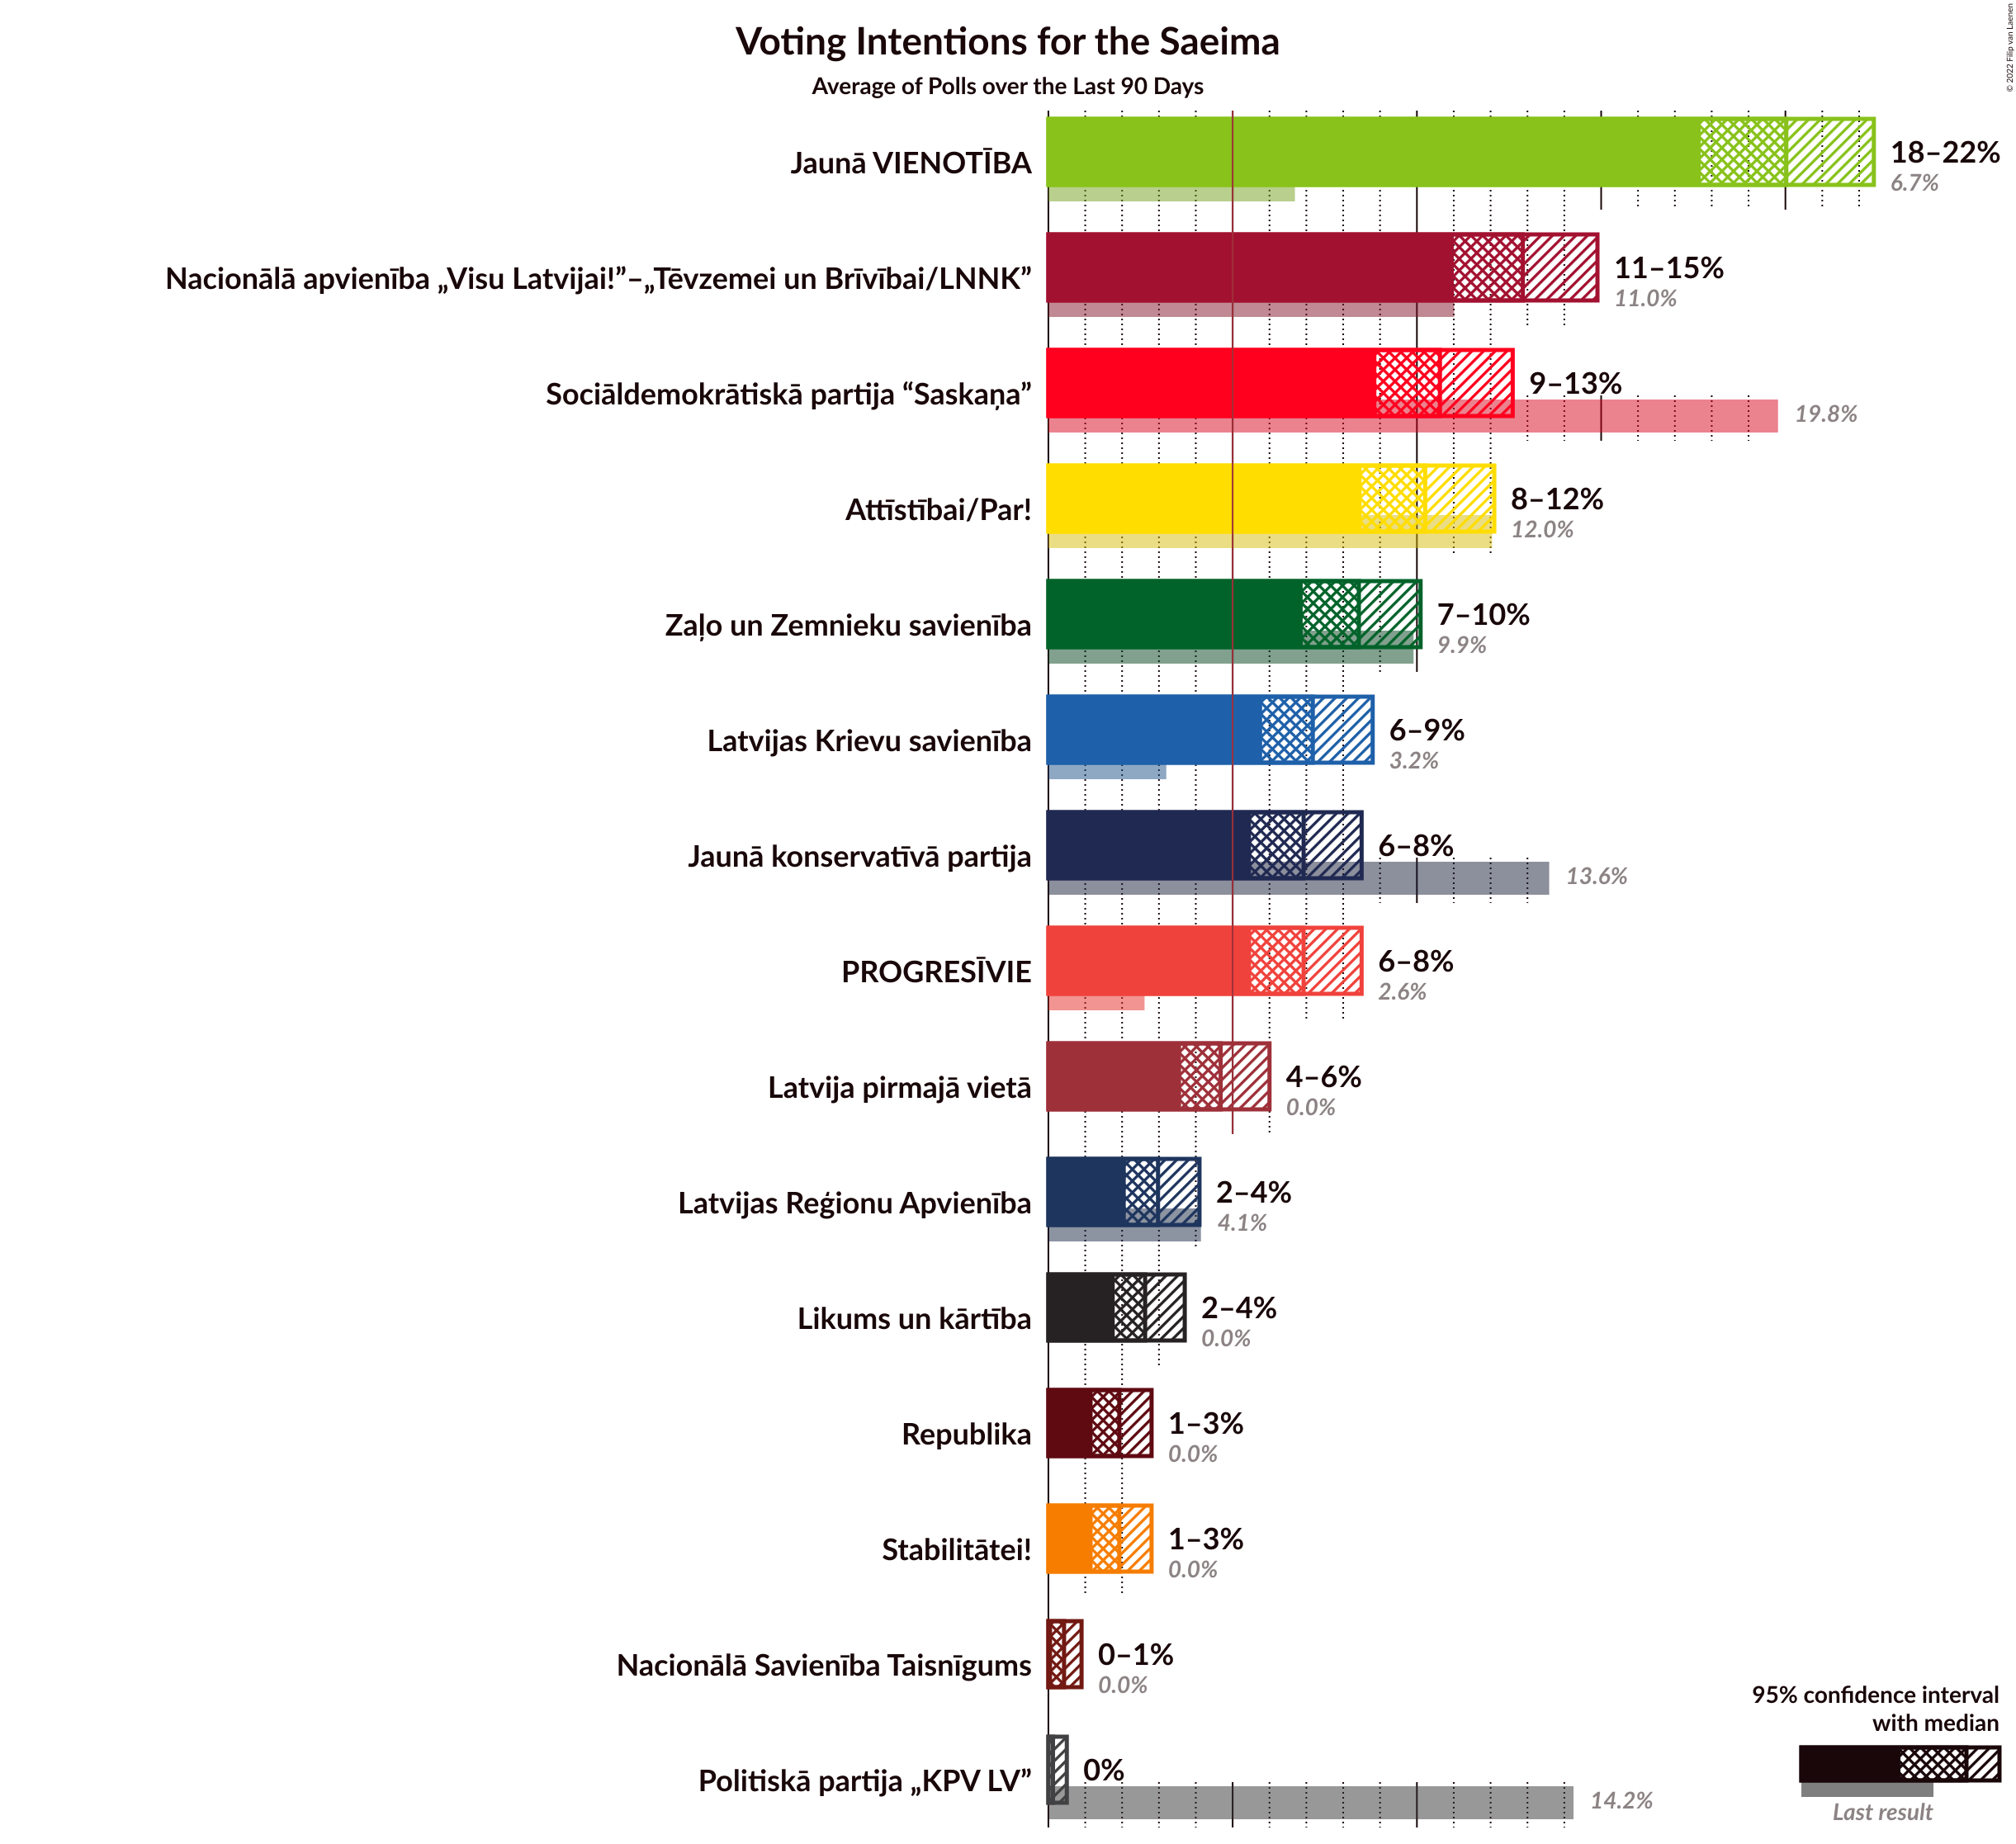 Voting Intentions for the Saeima
Average of Polls over the Last 90 Days
© 2022 Filip van Laenen
Jaunā VIENOTĪBA
18–22%
6.7%
Nacionālā apvienība „Visu Latvijai!”–„Tēvzemei un Brīvībai/LNNK”
11–15%
11.0%
Sociāldemokrātiskā partija “Saskaņa”
9–13%
19.8%
Attīstībai/Par!
8–12%
12.0%
Zaļo un Zemnieku savienība
7–10%
9.9%
Latvijas Krievu savienība
6–9%
3.2%
Jaunā konservatīvā partija
6–8%
13.6%
PROGRESĪVIE
6–8%
2.6%
Latvija pirmajā vietā
4–6%
0.0%
Latvijas Reģionu Apvienība
2–4%
4.1%
Likums un kārtība
2–4%
0.0%
Republika
1–3%
0.0%
Stabilitātei!
1–3%
0.0%
Nacionālā Savienība Taisnīgums
0–1%
0.0%
Politiskā partija „KPV LV”
0%
14.2%
95% confidence interval
with median
Last result